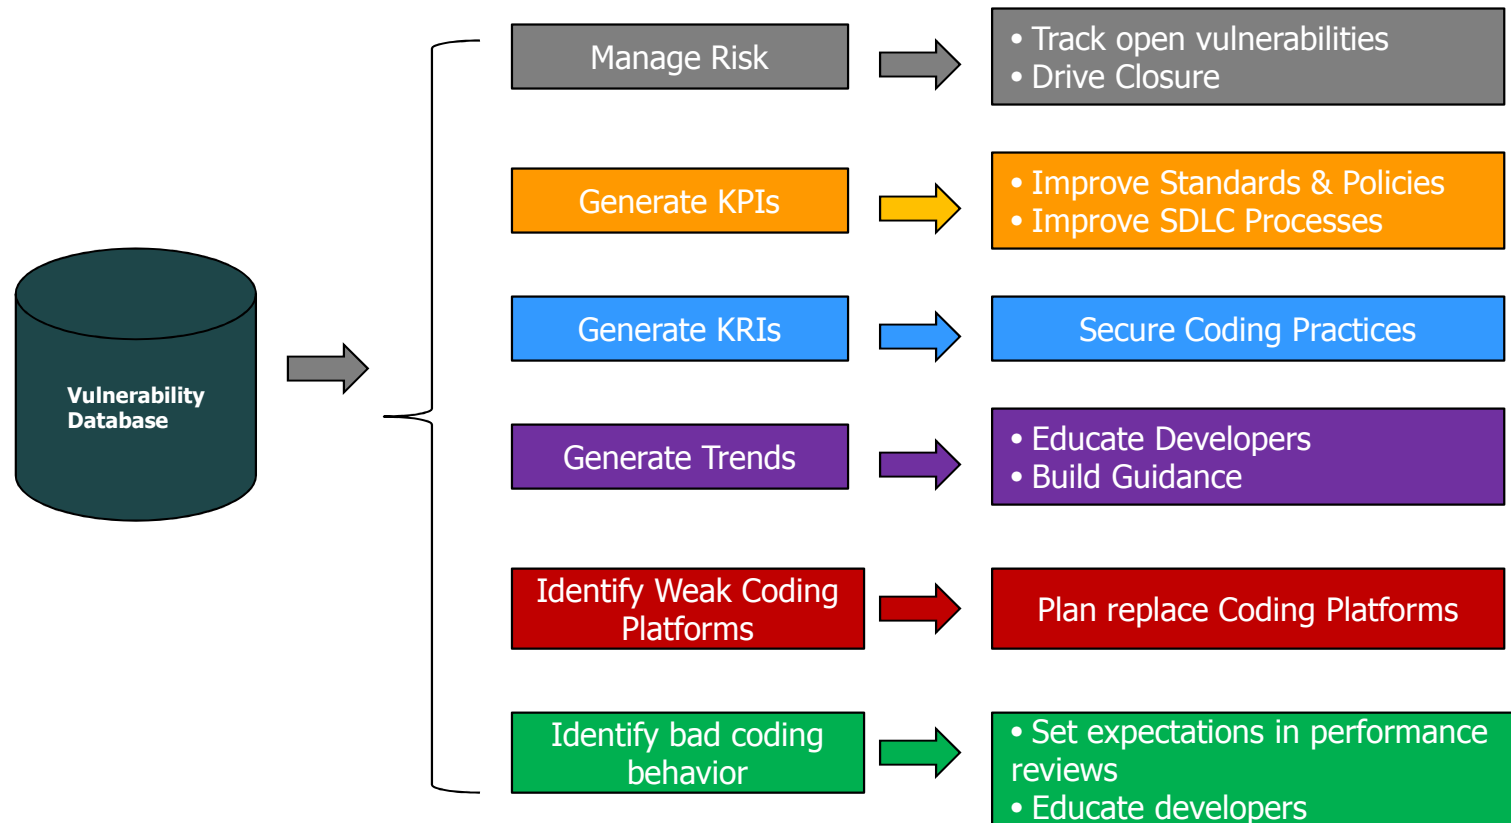 Manage Risk
• Track open vulnerabilities
• Drive Closure
Generate KPIs
• Improve Standards & Policies
• Improve SDLC Processes
Vulnerability
Database
Generate KRIs
Secure Coding Practices
Generate Trends
• Educate Developers
• Build Guidance
Identify Weak Coding
Platforms
Plan replace Coding Platforms
Identify bad coding
behavior
• Set expectations in performance
reviews
• Educate developers